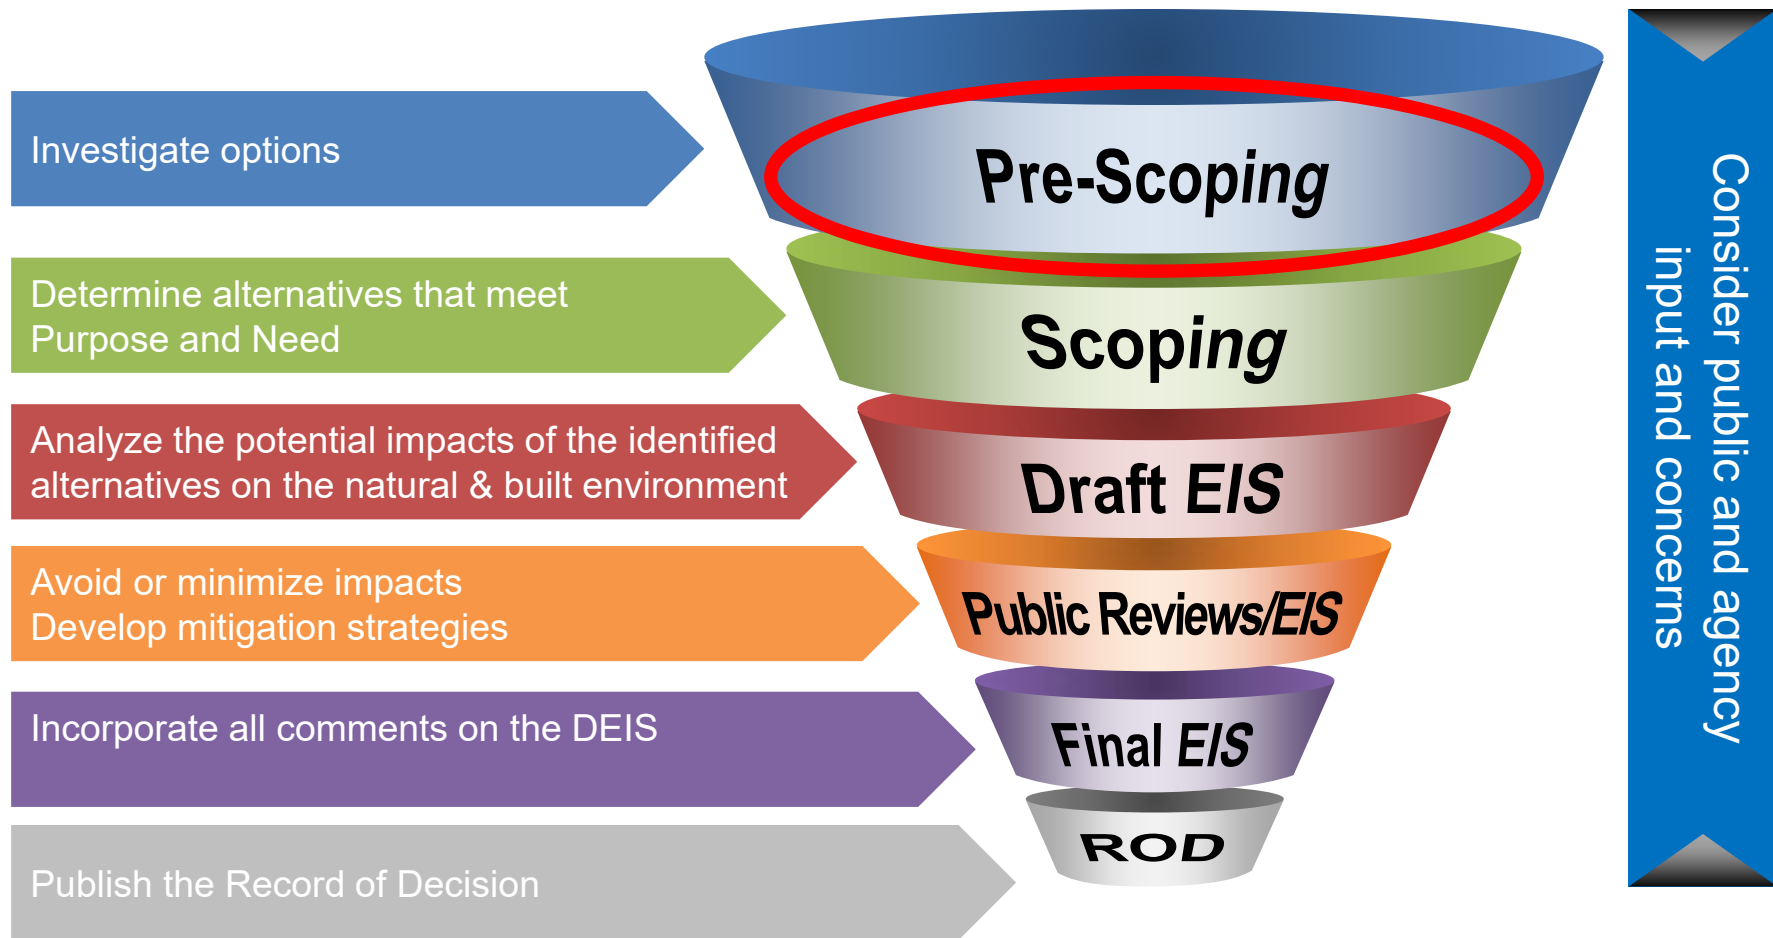 Investigate options
Pre-Scoping
Determine alternatives that meet
Purpose and Need
Scoping
Analyze the potential impacts of the identified
alternatives on the natural & built environment
Draft EIS
Avoid or minimize impacts
Develop mitigation strategies
Public Reviews/EIS
Incorporate all comments on the DEIS
Final EIS
Publish the Record of Decision
ROD
Consider public and agency
input and concerns